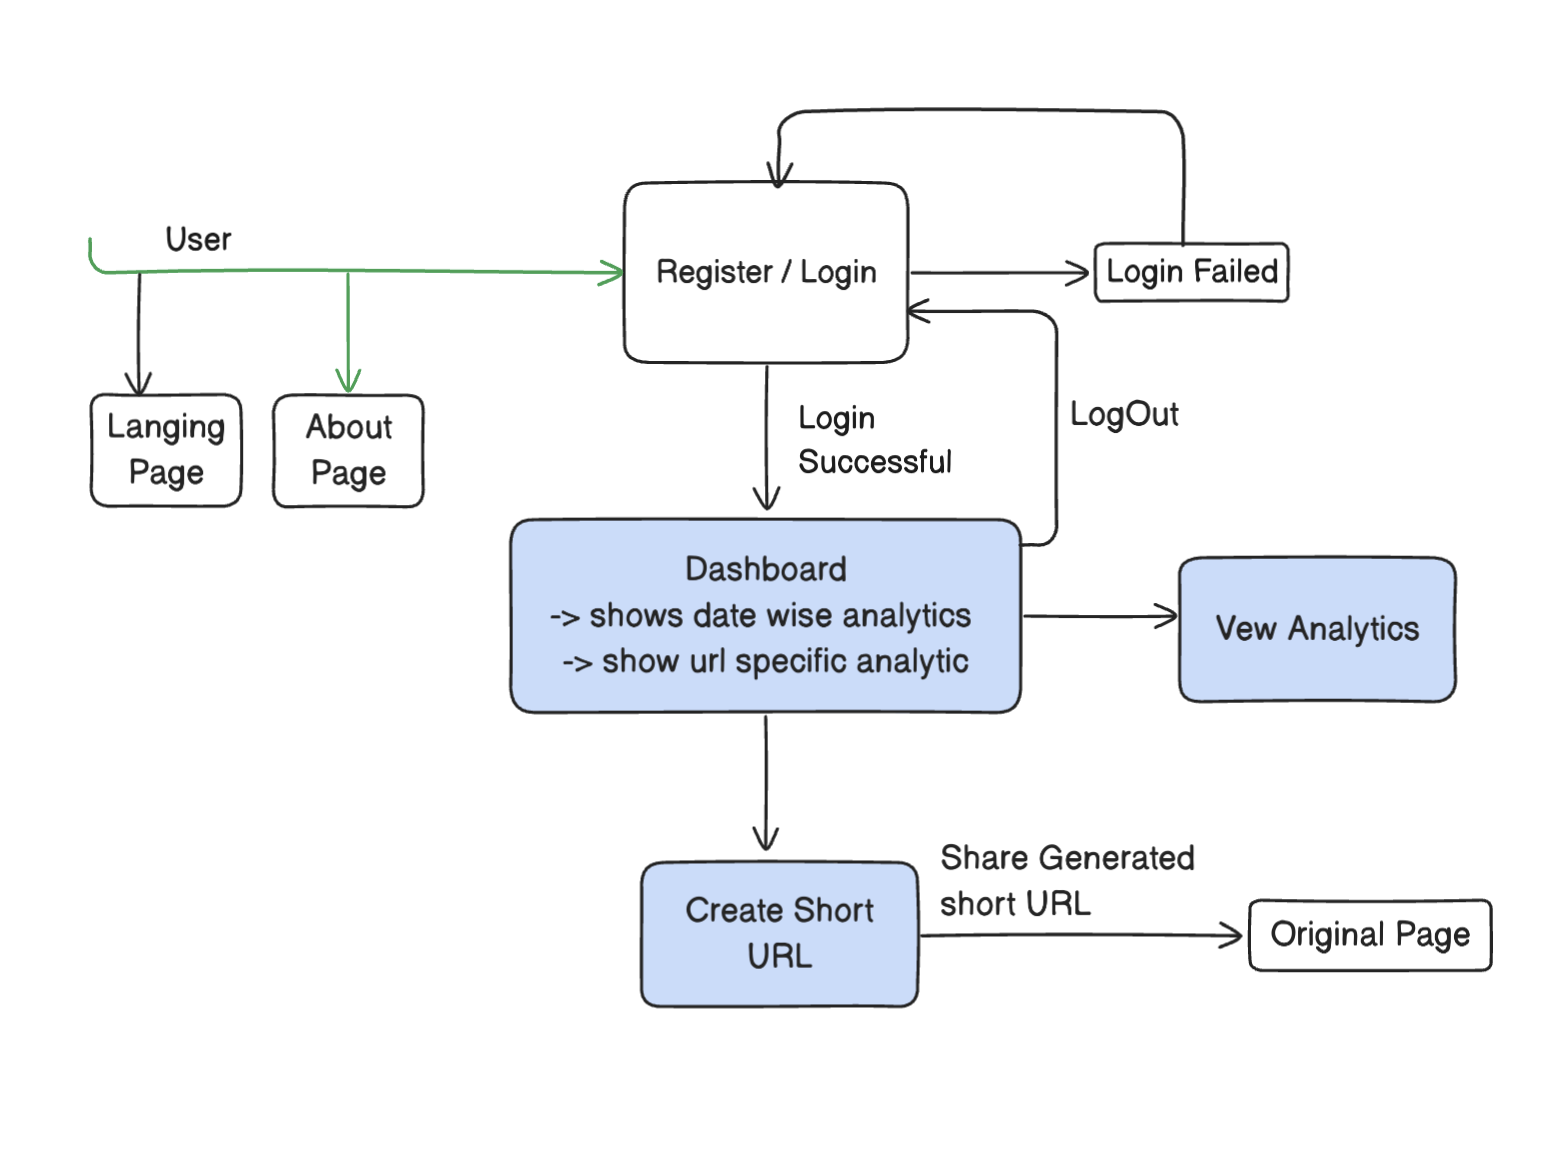 User
Register / Login
Login Failed
Langing
Page
About
Page
Login
Successful
LogOut
Dashboard
-> shows date wise analytics
-> show url specific analytic
Vew Analytics
Create Short
URL
Share Generated
short URL
Original Page